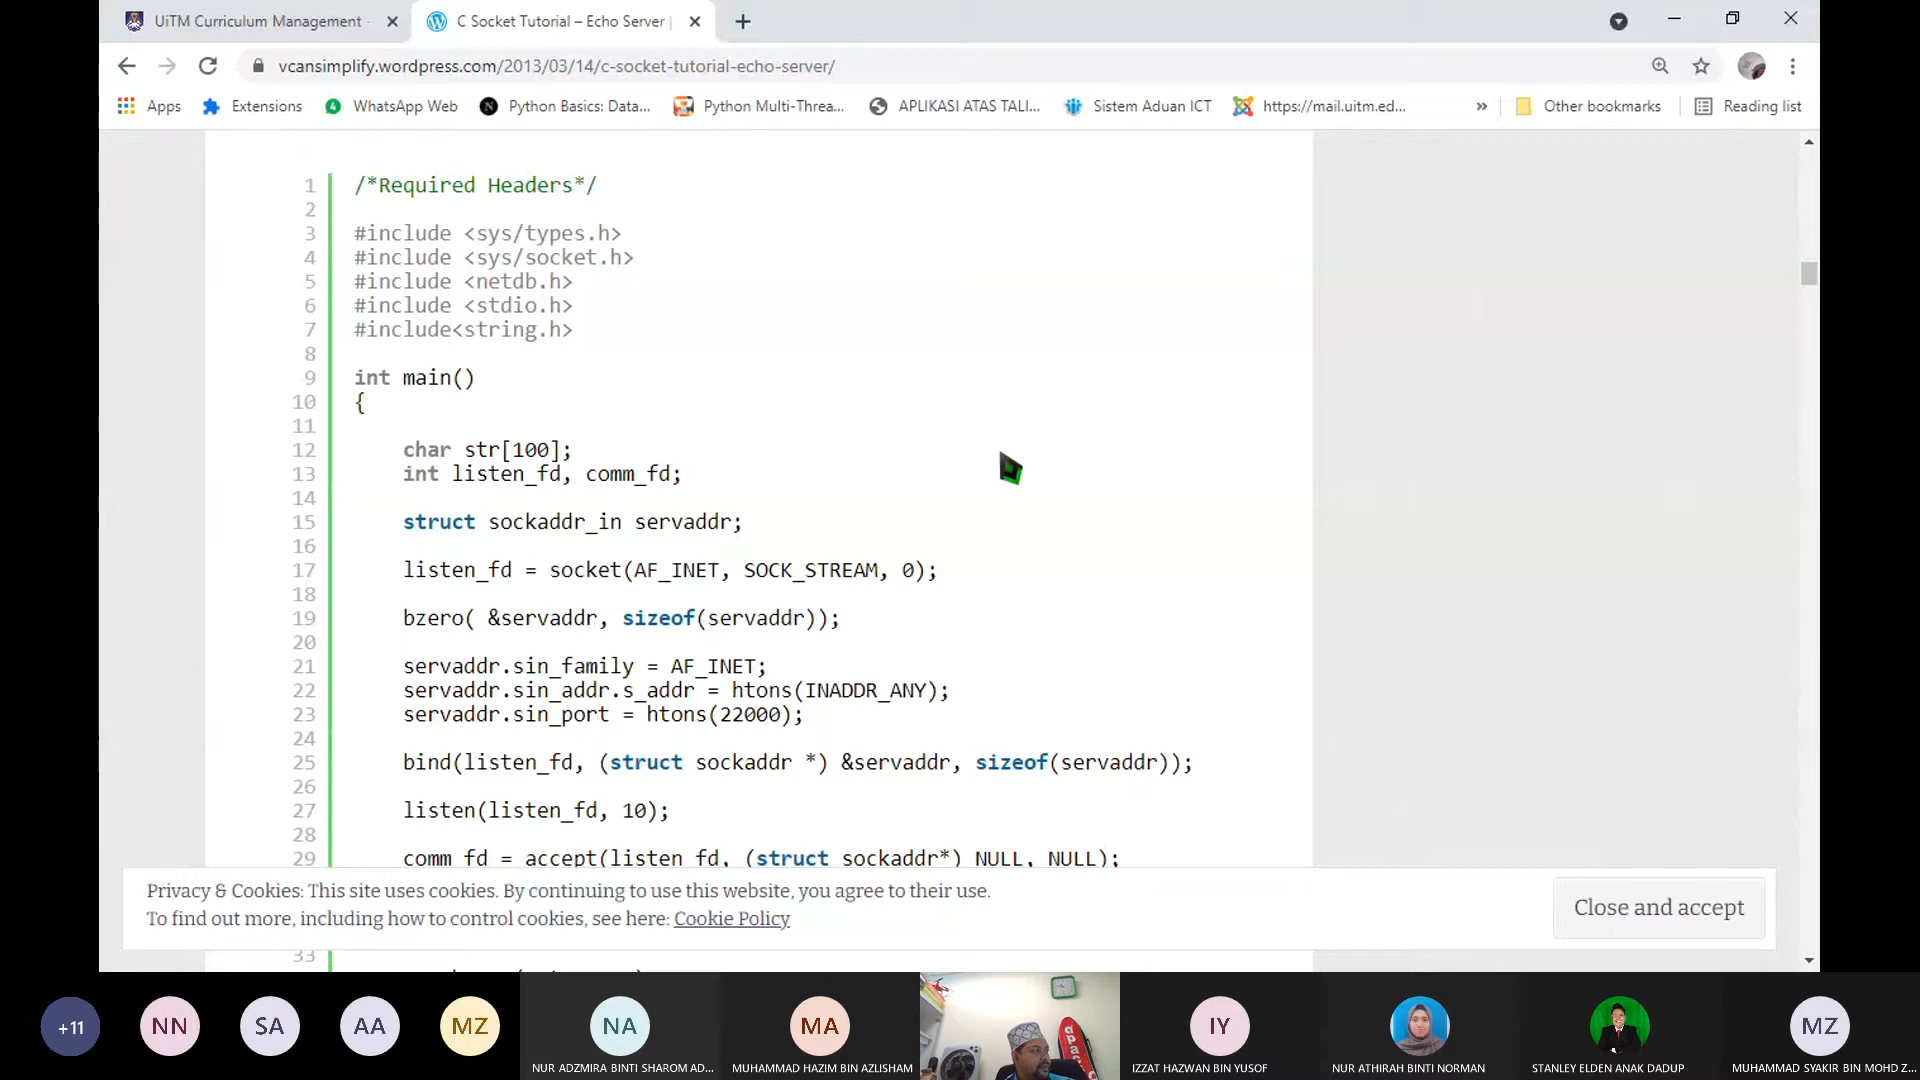 UiTM Curriculum Management
C Socket Tutorial – Echo Server
vcansimplify.wordpress.com/2013/03/14/c-socket-tutorial-echo-server/
Apps Extensions WhatsApp Web Python Basics: Data... Python Multi-Threa... APLIKASI ATAS TALI... Sistem Aduan ICT https://mail.uitm.ed... » Other bookmarks Reading list
1 /*Required Headers*/
2
3 #include <sys/types.h>
4 #include <sys/socket.h>
5 #include <netdb.h>
6 #include <stdio.h>
7 #include<string.h>
8
9 int main()
10 {
11
12 char str[100];
13 int listen_fd, comm_fd;
14
15 struct sockaddr_in servaddr;
16
17 listen_fd = socket(AF_INET, SOCK_STREAM, 0);
18
19 bzero( &servaddr, sizeof(servaddr));
20
21 servaddr.sin_family = AF_INET;
22 servaddr.sin_addr.s_addr = htons(INADDR_ANY);
23 servaddr.sin_port = htons(22000);
24
25 bind(listen_fd, (struct sockaddr *) &servaddr, sizeof(servaddr));
26
27 listen(listen_fd, 10);
28
29 comm_fd = accept(listen_fd, (struct sockaddr*) NULL, NULL);
Privacy & Cookies: This site uses cookies. By continuing to use this website, you agree to their use.
To find out more, including how to control cookies, see here: Cookie Policy
Close and accept
33
+11 NN SA AA MZ NA MA IY MZ
NUR ADZMIRA BINTI SHAROM AD... MUHAMMAD HAZIM BIN AZLISHAM IZZAT HAZWAN BIN YUSOF NUR ATHIRAH BINTI NORMAN STANLEY ELDEN ANAK DADUP MUHAMMAD SYAKIR BIN MOHD Z...